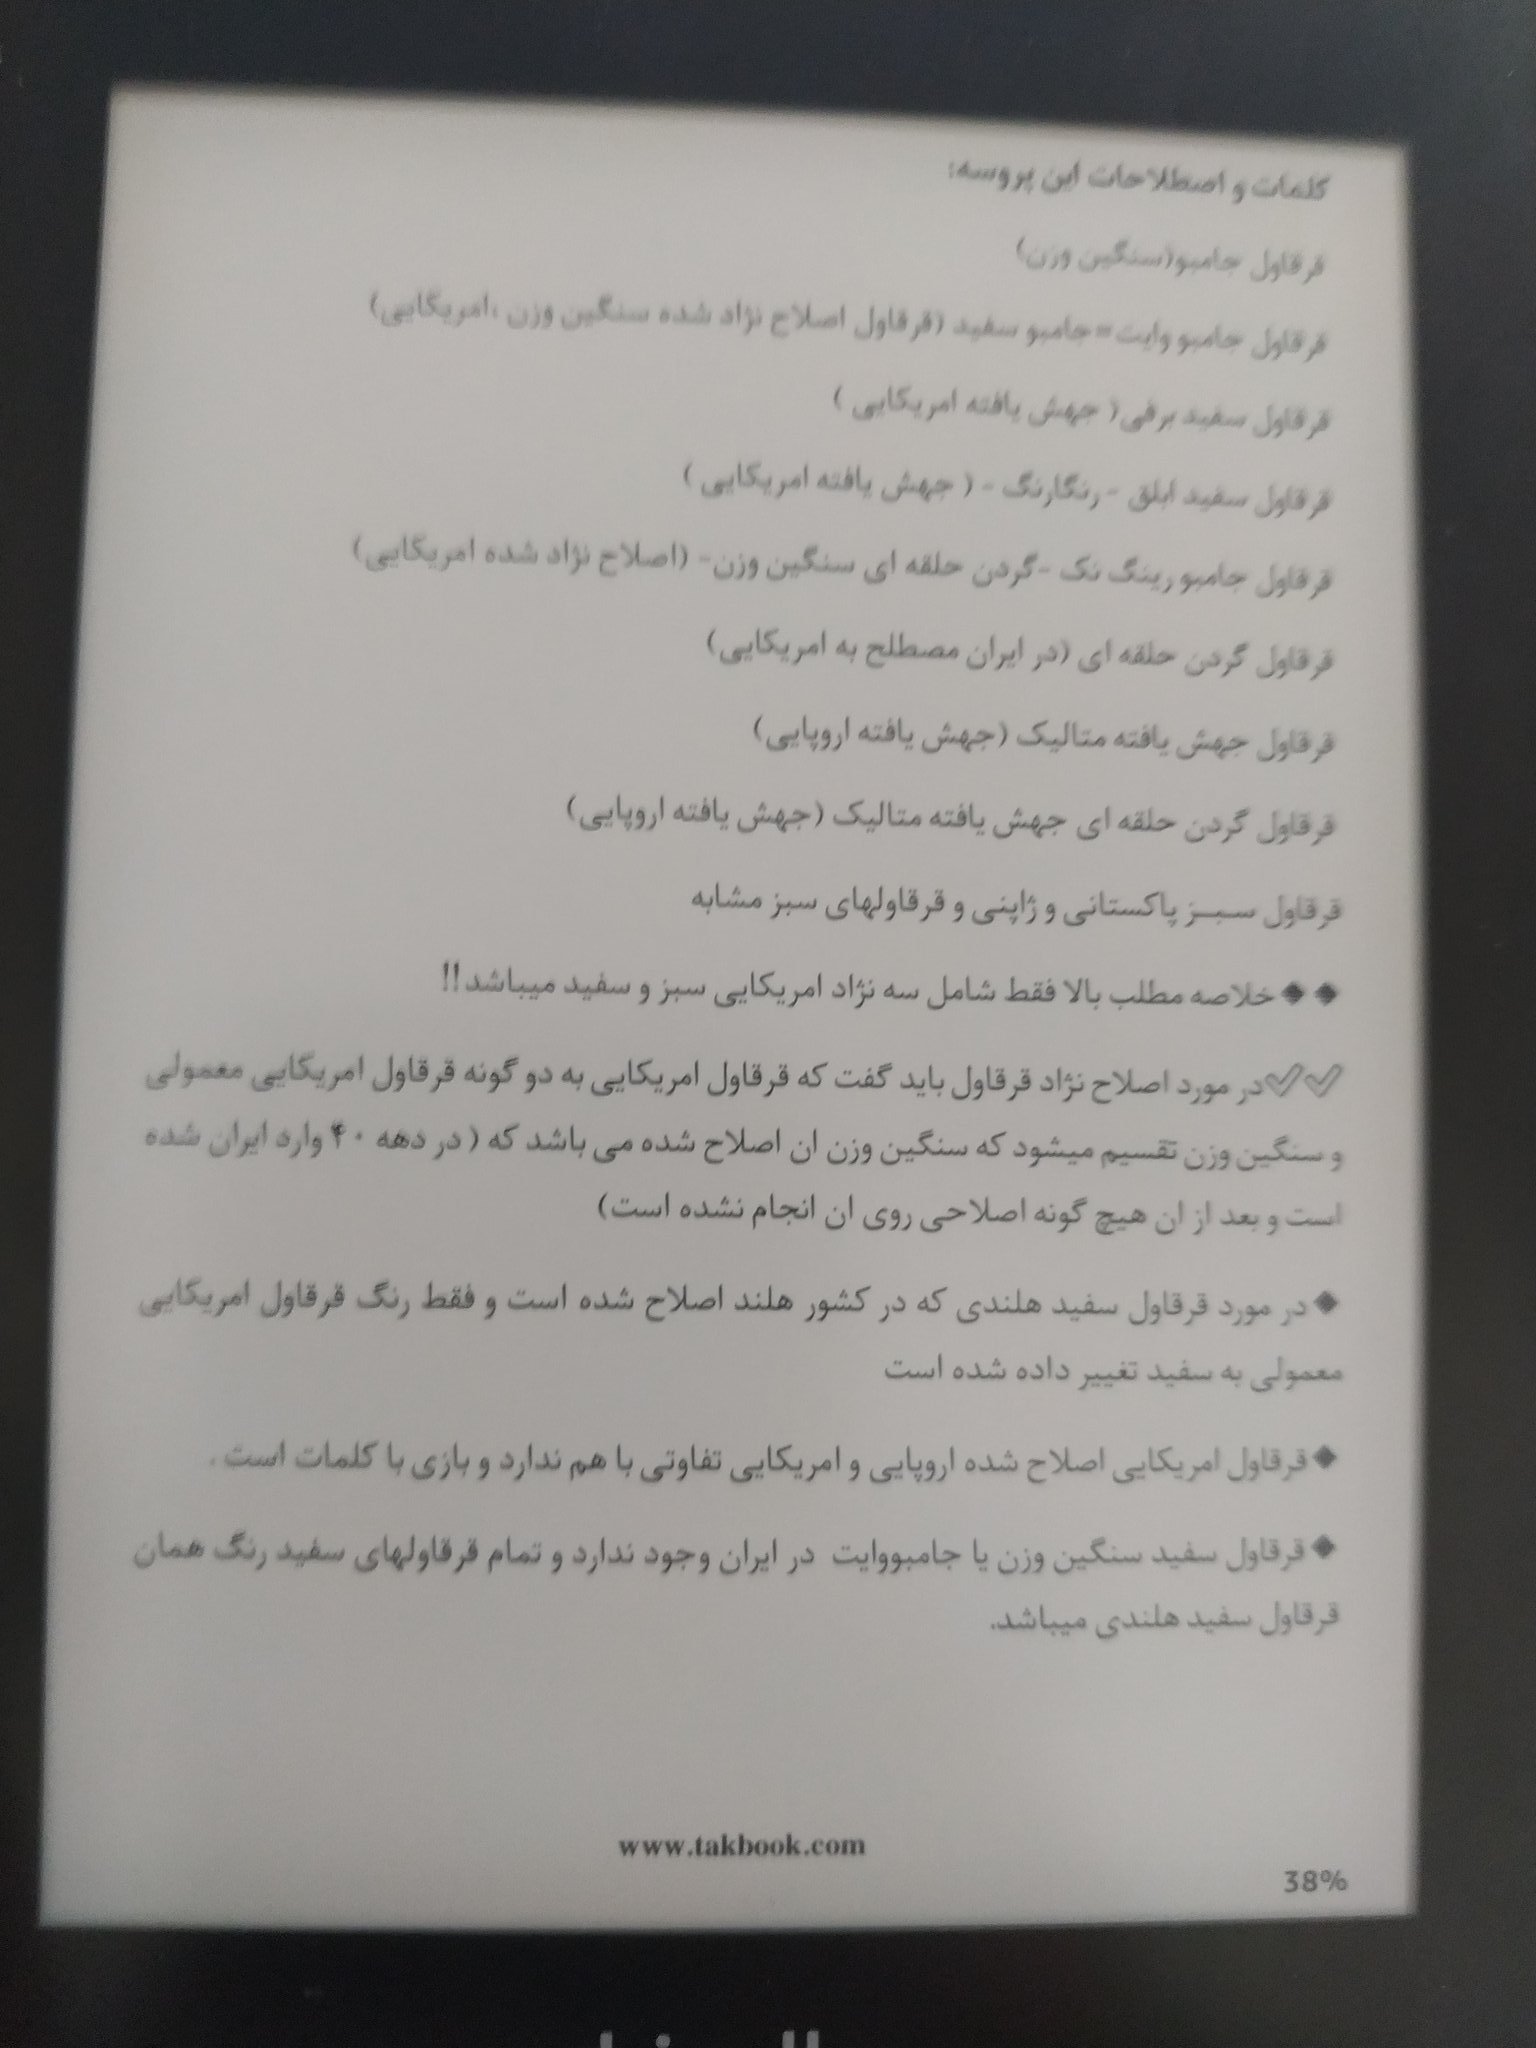 کلمات و اصطلاحات این پروسه:
قرقاول جامبو(سنگین وزن)
قرقاول جامبو وایت=جامبو سفید (قرقاول اصلاح نژاد شده سنگین وزن ،امریکایی)
قرقاول سفید برفی( جهش یافته امریکایی )
قرقاول سفید ابلق -رنگارنگ - ( جهش یافته امریکایی )
قرقاول جامبو رینگ نک -گردن حلقه ای سنگین وزن- (اصلاح نژاد شده امریکایی)
قرقاول گردن حلقه ای (در ایران مصطلح به امریکایی)
قرقاول جهش یافته متالیک (جهش یافته اروپایی)
قرقاول گردن حلقه ای جهش یافته متالیک (جهش یافته اروپایی)
قرقاول سبـــز پاکستانی و ژاپنی و قرقاولهای سبز مشابه
◆◆خلاصه مطلب بالا فقط شامل سه نژاد امریکایی سبز و سفید میباشد!!
✓✓در مورد اصلاح نژاد قرقاول باید گفت که قرقاول امریکایی به دو گونه قرقاول امریکایی معمولی
و سنگین وزن تقسیم میشود که سنگین وزن ان اصلاح شده می باشد که ( در دهه ۴۰ وارد ایران شده
است و بعد از ان هیچ گونه اصلاحی روی ان انجام نشده است)
◆در مورد قرقاول سفید هلندی که در کشور هلند اصلاح شده است و فقط رنگ قرقاول امریکایی
معمولی به سفید تغییر داده شده است
◆قرقاول امریکایی اصلاح شده اروپایی و امریکایی تفاوتی با هم ندارد و بازی با کلمات است .
◆قرقاول سفید سنگین وزن یا جامبووایت در ایران وجود ندارد و تمام قرقاولهای سفید رنگ همان
قرقاول سفید هلندی میباشد.
www.takbook.com
38%